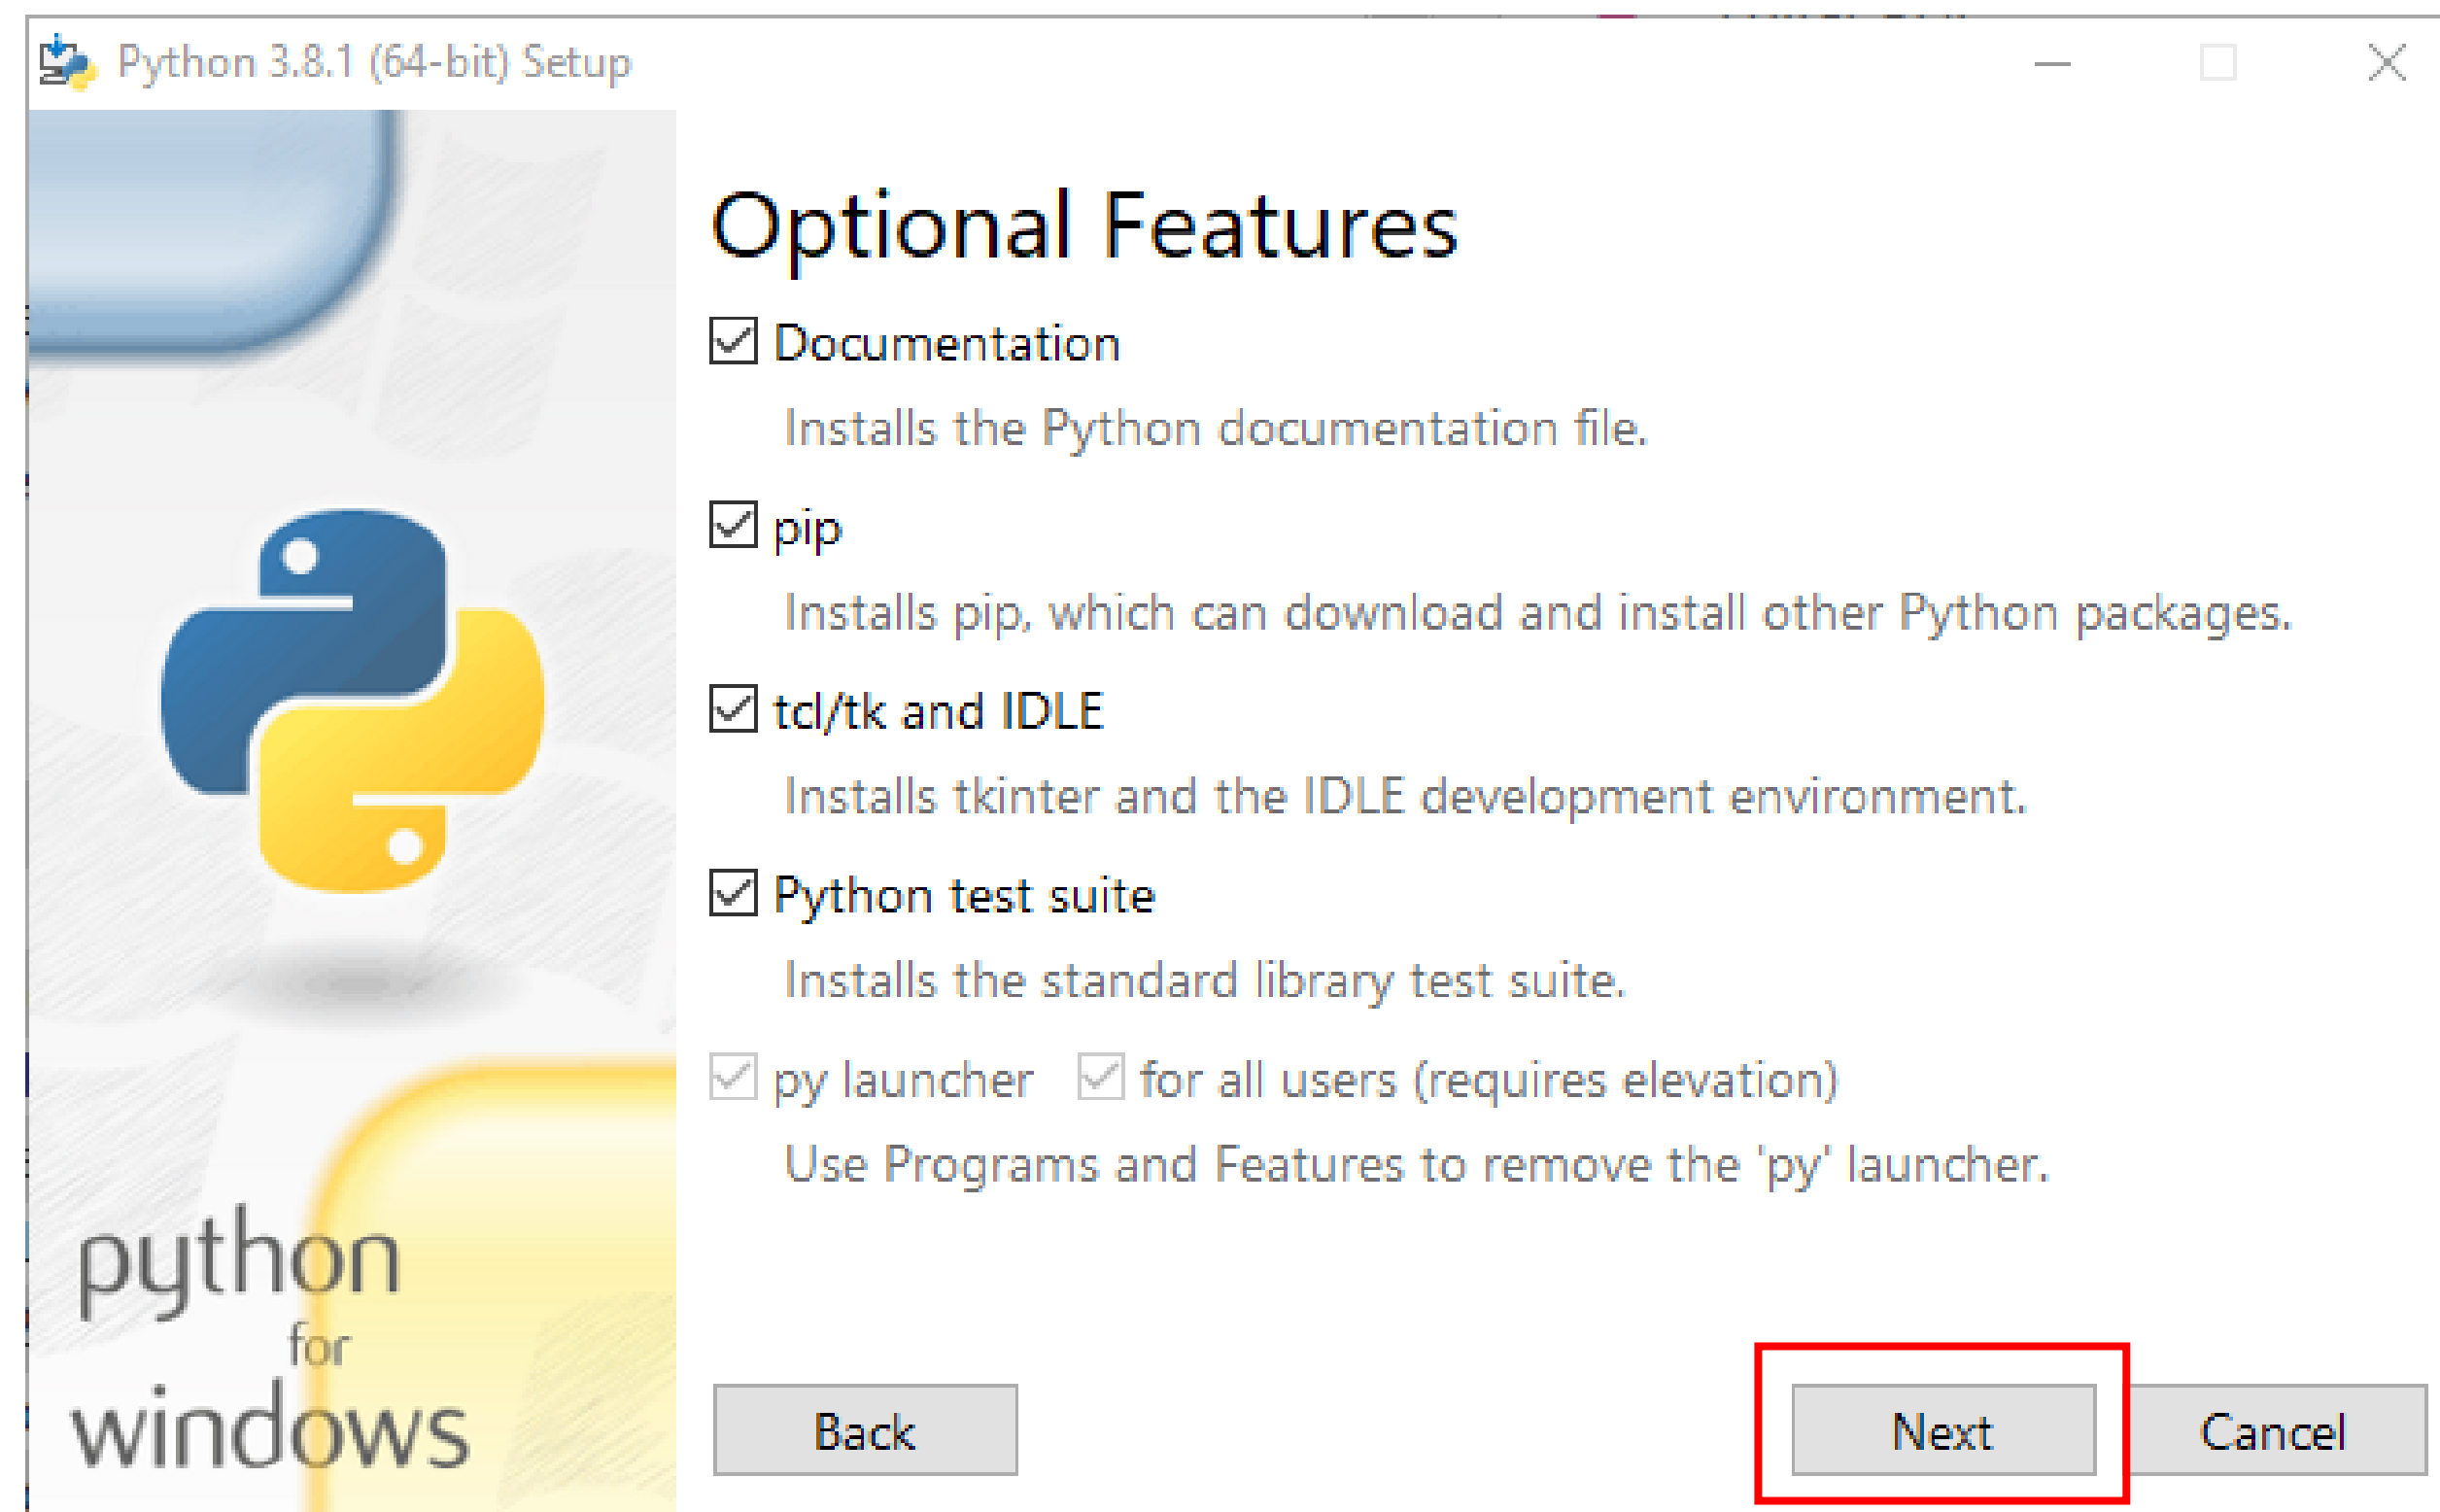 Python 3.8.1 (64-bit) Setup
Optional Features
Documentation
Installs the Python documentation file.
pip
Installs pip, which can download and install other Python packages.
tcl/tk and IDLE
Installs tkinter and the IDLE development environment.
Python test suite
Installs the standard library test suite.
py launcher for all users (requires elevation)
Use Programs and Features to remove the 'py' launcher.
python
for
windows
Back Next Cancel